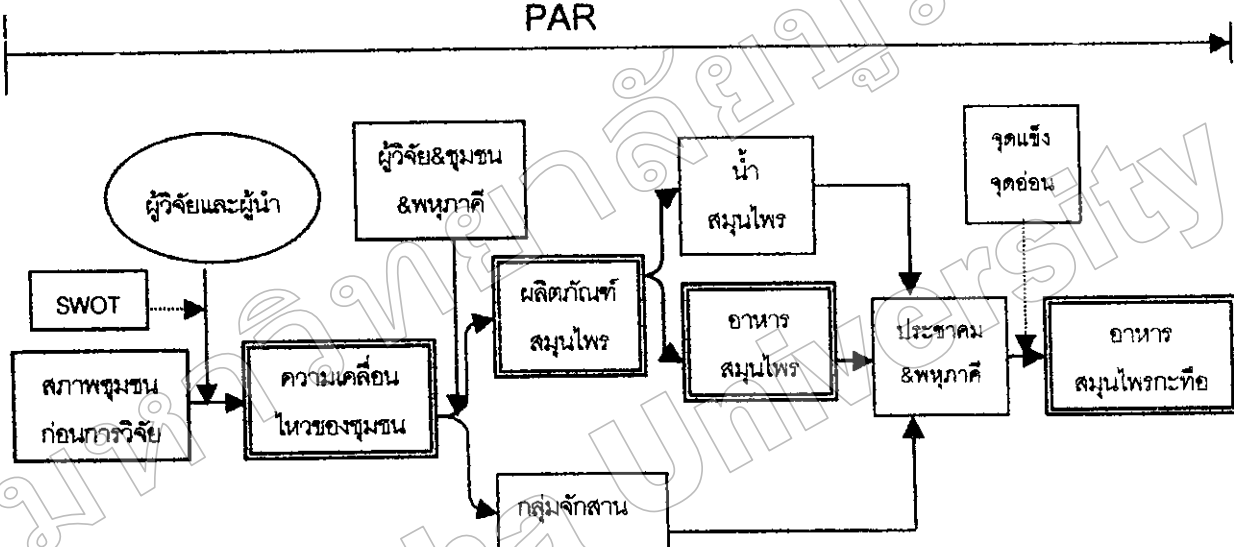 PAR
ผู้วิจัยและผู้นำ
ผู้วิจัย&ชุมชน
&พหุภาคี
น้ำ
สมุนไพร
จุดแข็ง
จุดอ่อน
SWOT
สภาพชุมชน
ก่อนการวิจัย
ความเคลื่อน
ไหวของชุมชน
ผลิตภัณฑ์
สมุนไพร
อาหาร
สมุนไพร
ประชาคม
&พหุภาคี
อาหาร
สมุนไพรกะทือ
กลุ่มจักสาน
University